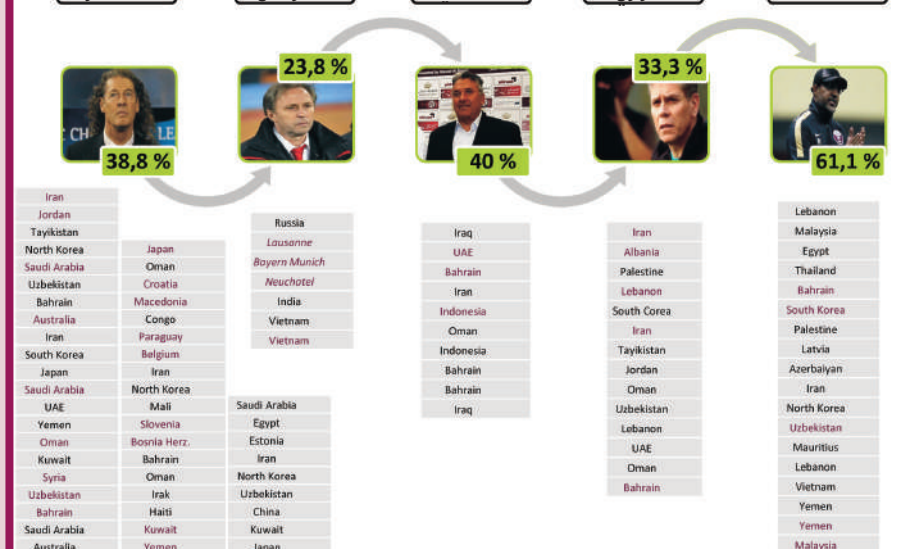 23,8 %
33,3 %
38,8 %
40 %
61,1 %
Iran
Jordan
Tayikistan
North Korea
Saudi Arabia
Uzbekistan
Bahrain
Australia
Iran
South Korea
Japan
Saudi Arabia
UAE
Yemen
Oman
Kuwait
Syria
Uzbekistan
Bahrain
Saudi Arabia
Australia
Japan
Oman
Croatia
Macedonia
Congo
Paraguay
Belgium
Iran
North Korea
Mali
Slovenia
Bosnia Herz.
Bahrain
Oman
Irak
Haiti
Kuwait
Yemen
Russia
Lausanne
Bayern Munich
Neuchotel
India
Vietnam
Vietnam
Saudi Arabia
Egypt
Estonia
Iran
North Korea
Uzbekistan
China
Kuwait
Japan
Iraq
UAE
Bahrain
Iran
Indonesia
Oman
Indonesia
Bahrain
Bahrain
Iraq
Iran
Albania
Palestine
Lebanon
South Corea
Iran
Tayikistan
Jordan
Oman
Uzbekistan
Lebanon
UAE
Oman
Bahrain
Lebanon
Malaysia
Egypt
Thailand
Bahrain
South Korea
Palestine
Latvia
Azerbaiyan
Iran
North Korea
Uzbekistan
Mauritius
Lebanon
Vietnam
Yemen
Yemen
Malaysia